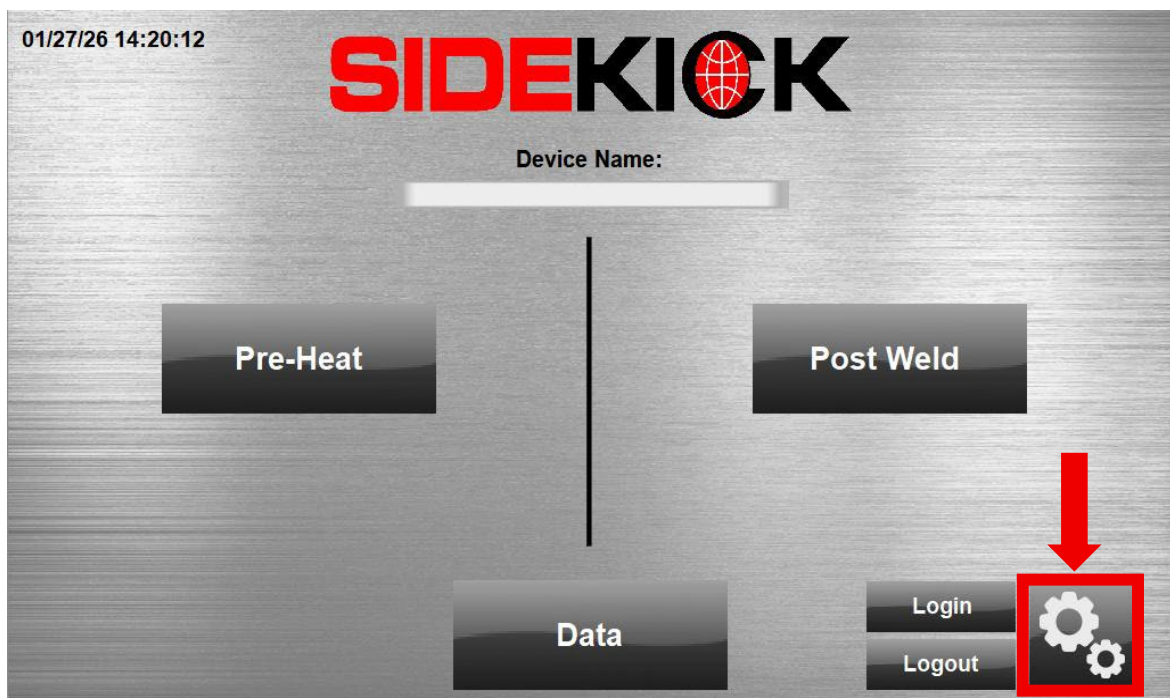 01/27/26 14:20:12
SIDEKICK
Device Name:
Pre-Heat
Post Weld
Data
Login
Logout